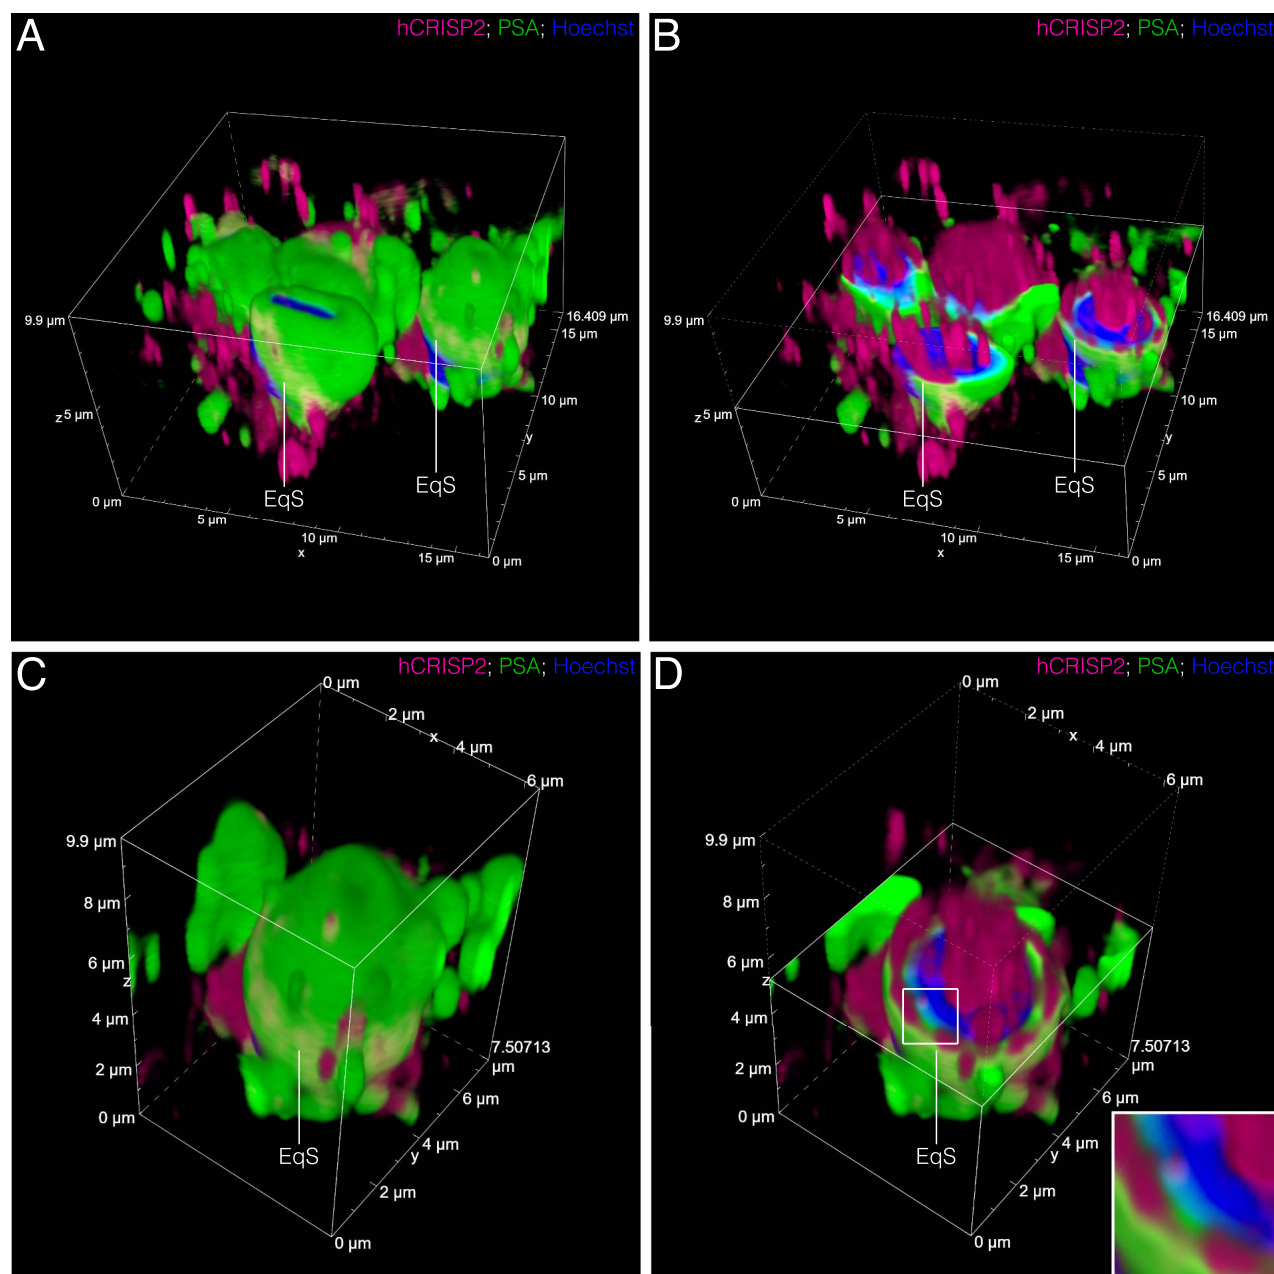 A
hCRISP2; PSA; Hoechst
9.9 µm
16.409 µm
15 µm
z 5 µm
10 µm
y
5 µm
0 µm
EqS
EqS
5 µm
10 µm
x
15 µm
0 µm
B
hCRISP2; PSA; Hoechst
9.9 µm
16.409 µm
15 µm
z 5 µm
10 µm
y
5 µm
0 µm
EqS
EqS
5 µm
10 µm
x
15 µm
0 µm
C
hCRISP2; PSA; Hoechst
0 µm
2 µm
x
4 µm
6 µm
9.9 µm
8 µm
6 µm
z
4 µm
2 µm
0 µm
7.50713
µm
6 µm
4 µm
y
2 µm
0 µm
EqS
D
hCRISP2; PSA; Hoechst
0 µm
2 µm
x
4 µm
6 µm
9.9 µm
8 µm
6 µm
z
4 µm
2 µm
0 µm
7.50713
µm
6 µm
4 µm
y
2 µm
0 µm
EqS